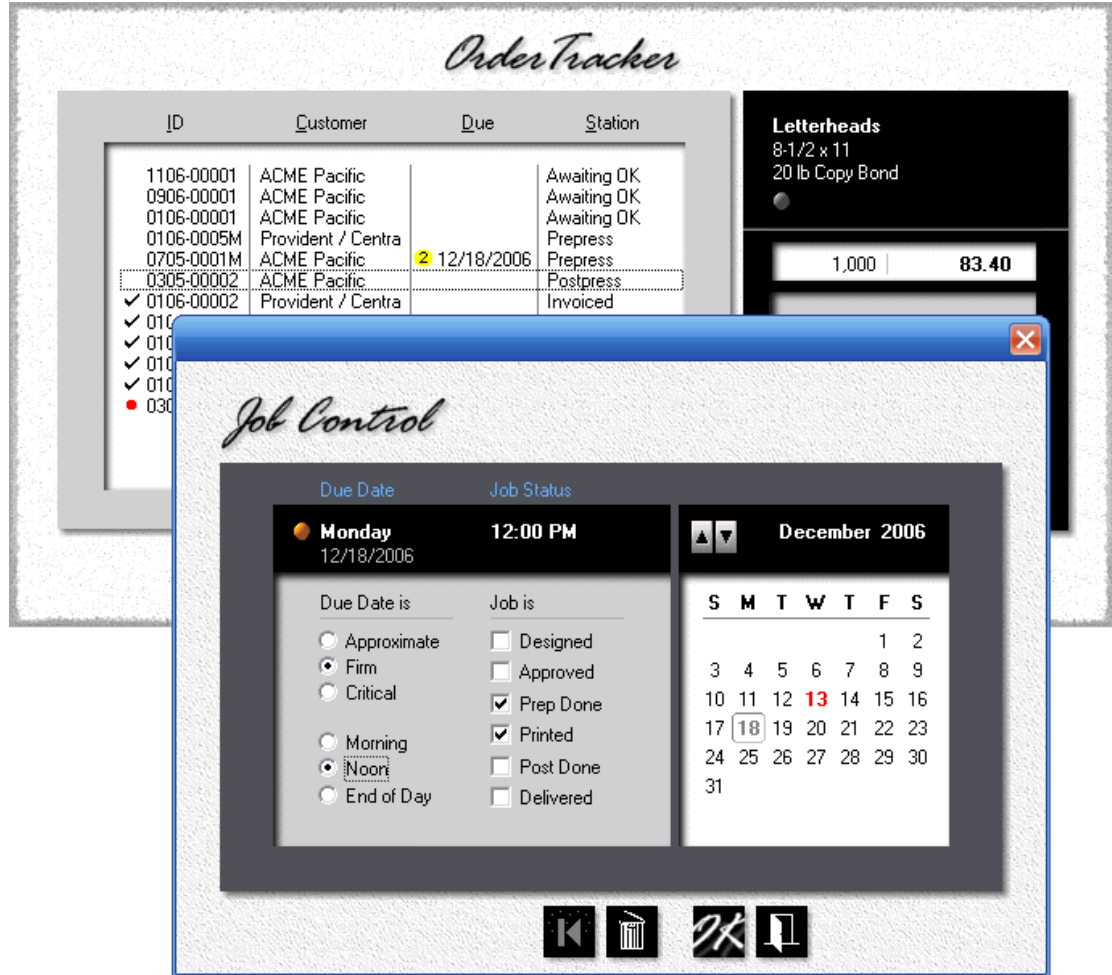 OrderTracker
ID Customer Due Station
1106-00001 ACME Pacific Awaiting OK
0906-00001 ACME Pacific Awaiting OK
0106-00001 ACME Pacific Awaiting OK
0106-0005M Provident / Centra Prepress
0705-0001M ACME Pacific 2 12/18/2006 Prepress
0305-00002 ACME Pacific Postpress
0106-00002 Provident / Centra Invoiced
Letterheads
8-1/2 x 11
20 lb Copy Bond
1,000 83.40
Job Control
Due Date Job Status
Monday 12:00 PM
12/18/2006
Due Date is Job is
Approximate Designed
Firm Approved
Critical Prep Done
Morning Printed
Noon Post Done
End of Day Delivered
December 2006
S M T W T F S
1 2
3 4 5 6 7 8 9
10 11 12 13 14 15 16
17 18 19 20 21 22 23
24 25 26 27 28 29 30
31
OK